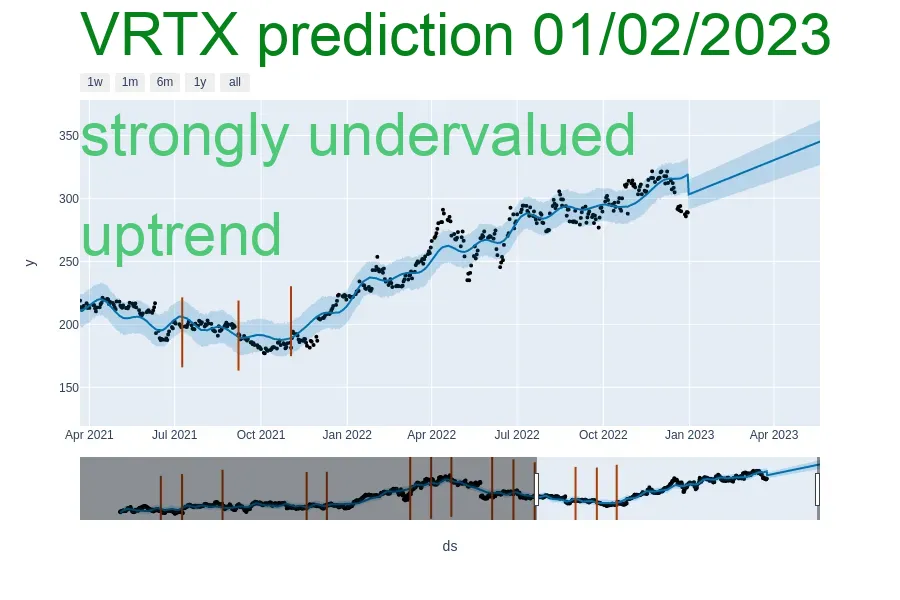 VRTX prediction 01/02/2023
1w 1m 6m 1y all
strongly undervalued
uptrend
350
300
250
200
150
y
Apr 2021 Jul 2021 Oct 2021 Jan 2022 Apr 2022 Jul 2022 Oct 2022 Jan 2023 Apr 2023
ds